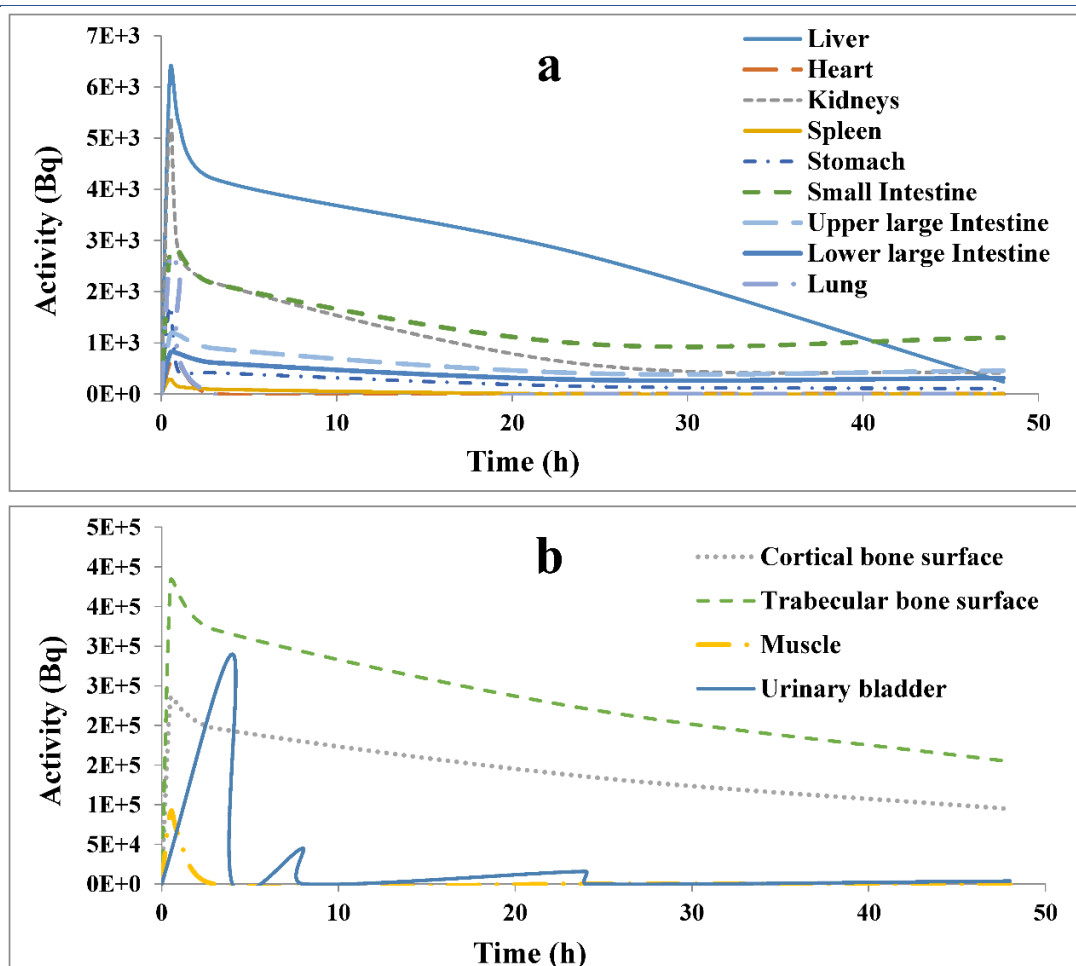 a
7E+3
6E+3
5E+3
4E+3
3E+3
2E+3
1E+3
0E+0
Activity (Bq)
0 10 20 30 40 50
Time (h)
Liver
Heart
Kidneys
Spleen
Stomach
Small Intestine
Upper large Intestine
Lower large Intestine
Lung
b
5E+5
4E+5
4E+5
3E+5
3E+5
2E+5
2E+5
1E+5
5E+4
0E+0
Activity (Bq)
0 10 20 30 40 50
Time (h)
Cortical bone surface
Trabecular bone surface
Muscle
Urinary bladder